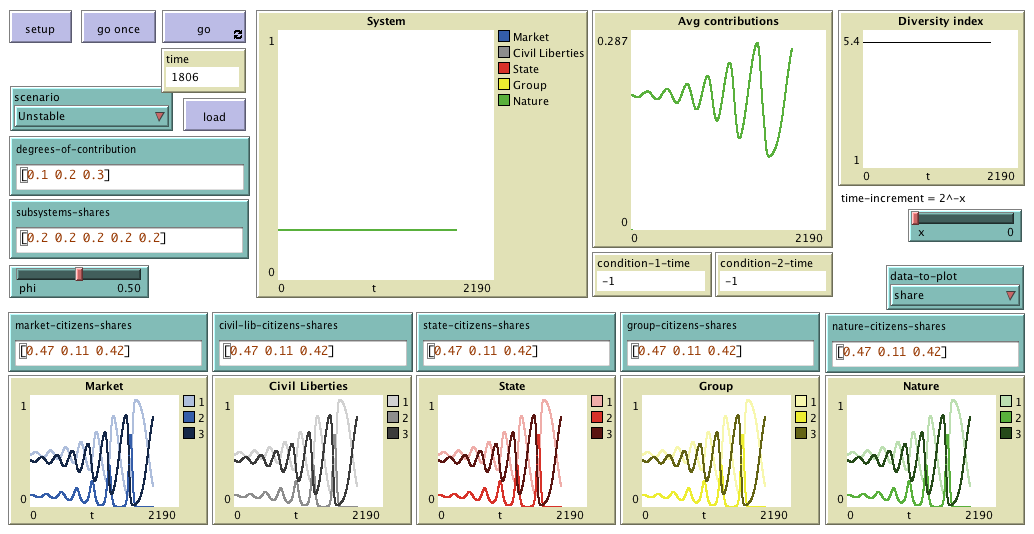 setup
go once
go
time
1806
scenario
Unstable
load
degrees-of-contribution
[0.1 0.2 0.3]
subsystems-shares
[0.2 0.2 0.2 0.2 0.2]
phi 0.50
System
1
0
0 t 2190
Market
Civil Liberties
State
Group
Nature
Avg contributions
0.287
0
0 2190
condition-1-time
-1
condition-2-time
-1
Diversity index
5.4
1
0 t 2190
time-increment = 2^-x
x 0
data-to-plot
share
market-citizens-shares
[0.47 0.11 0.42]
civil-lib-citizens-shares
[0.47 0.11 0.42]
state-citizens-shares
[0.47 0.11 0.42]
group-citizens-shares
[0.47 0.11 0.42]
nature-citizens-shares
[0.47 0.11 0.42]
Market
1
0
0 t 2190
1
2
3
Civil Liberties
1
0
0 t 2190
1
2
3
State
1
0
0 t 2190
1
2
3
Group
1
0
0 t 2190
1
2
3
Nature
1
0
0 t 2190
1
2
3